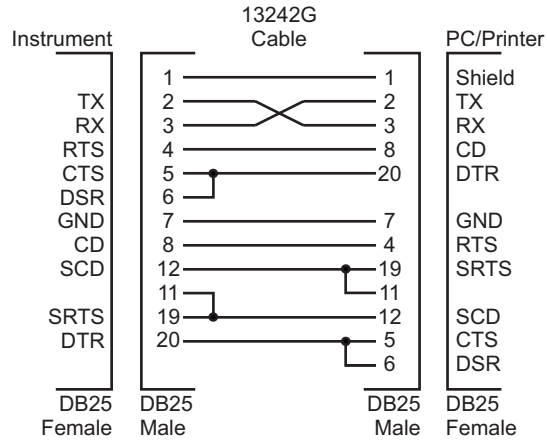 13242G
Instrument Cable PC/Printer
1 1 Shield
TX 2 2 TX
RX 3 3 RX
RTS 4 8 CD
CTS 5 20 DTR
DSR 6
GND 7 7 GND
CD 8 4 RTS
SCD 12 19 SRTS
11 11
SRTS 19 12 SCD
DTR 20 5 CTS
6 DSR
DB25 DB25 DB25 DB25
Female Male Male Female